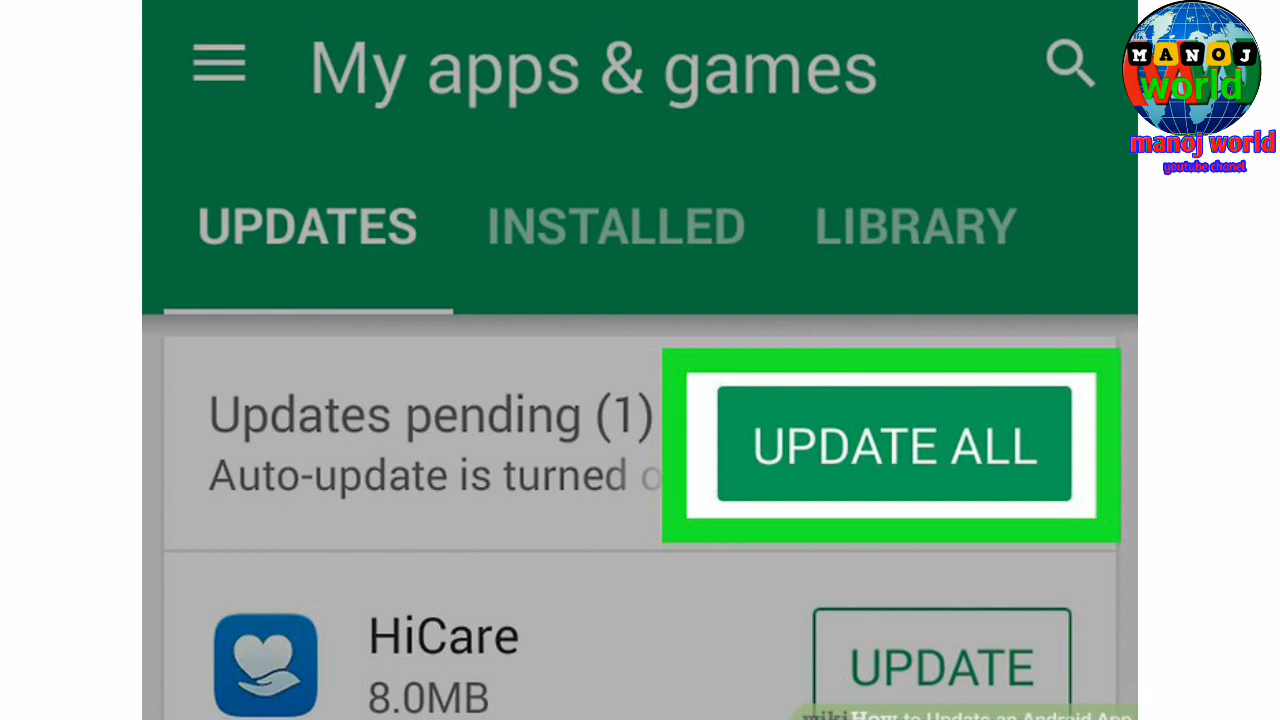 My apps & games
MANOJ
world
manoj world
youtube chanel
UPDATES INSTALLED LIBRARY
Updates pending (1)
Auto-update is turned
UPDATE ALL
HiCare
8.0MB
UPDATE
wikiHow to Update an Android App